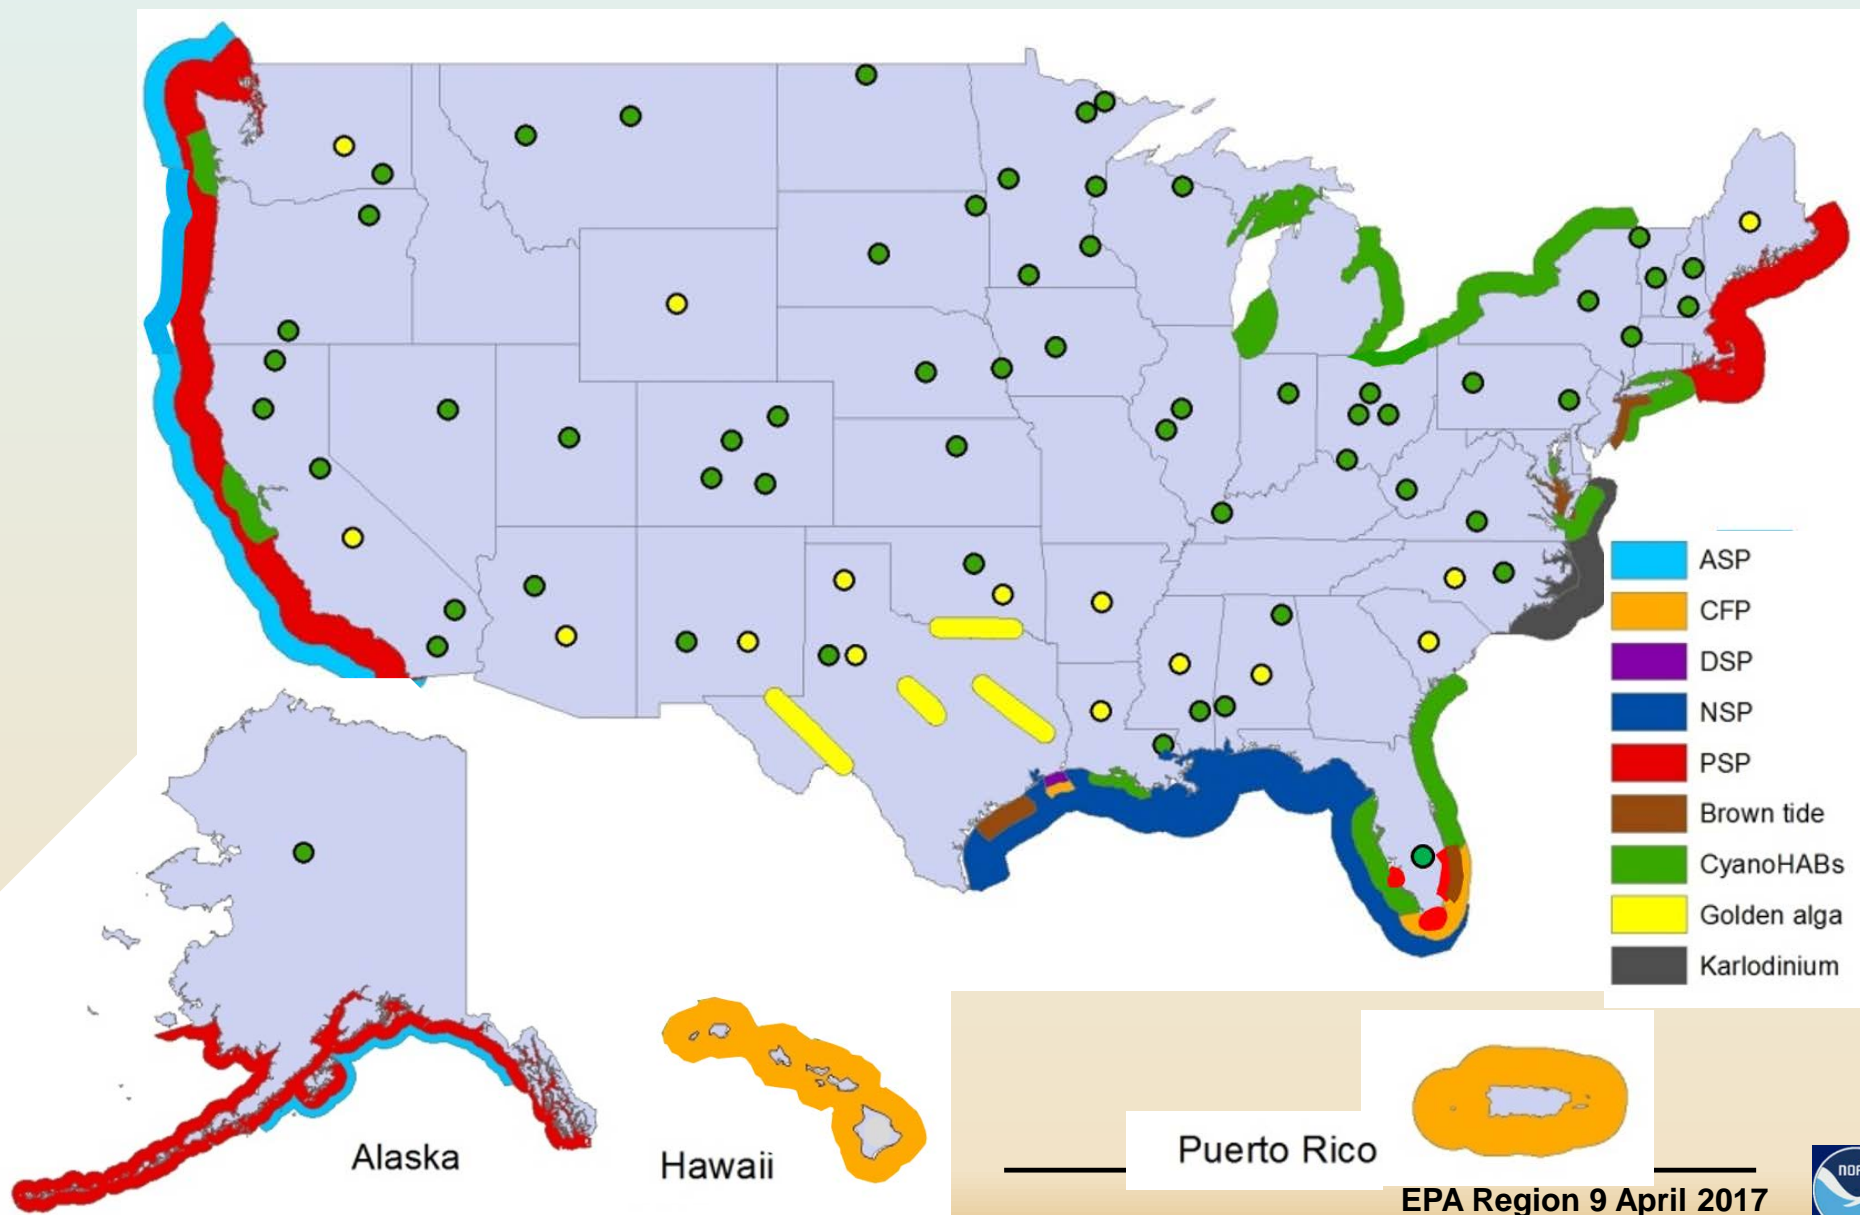 ASP
CFP
DSP
NSP
PSP
Brown tide
CyanoHABs
Golden alga
Karlodinium
Alaska
Hawaii
Puerto Rico
EPA Region 9 April 2017